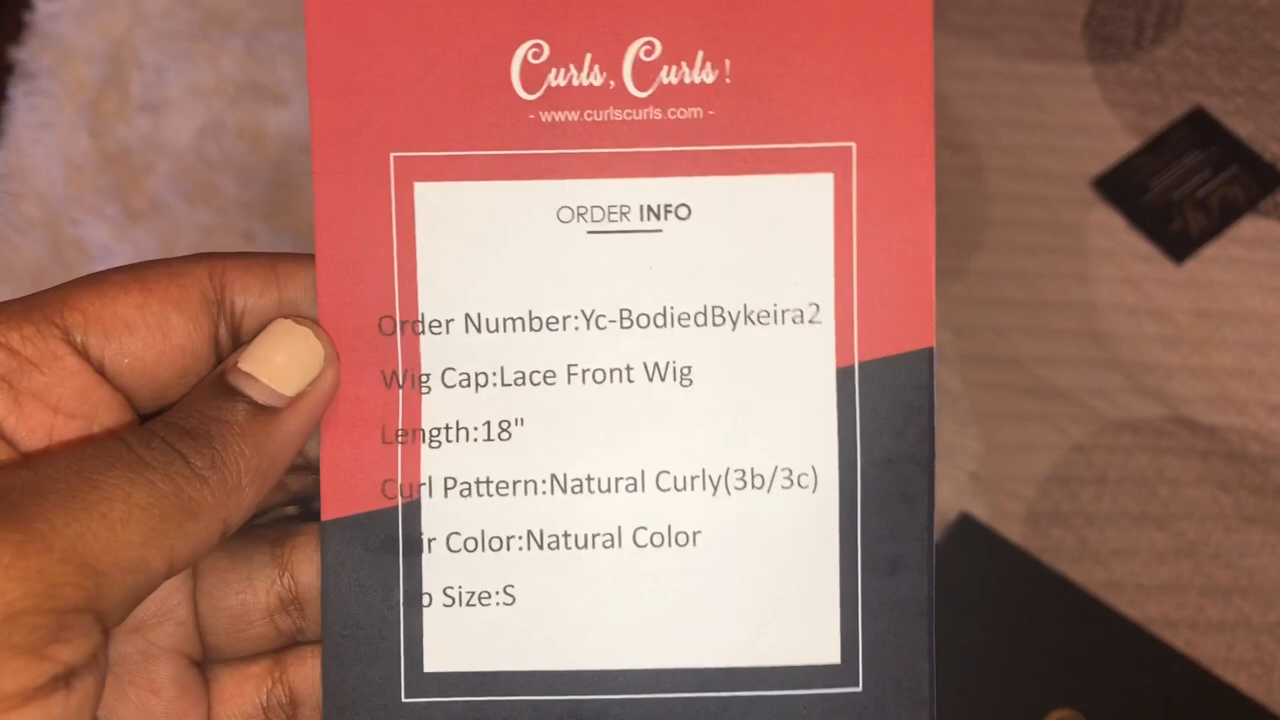 Curls, Curls!
- www.curlscurls.com -
ORDER INFO
Order Number:Yc-BodiedBykeira2
Wig Cap:Lace Front Wig
Length:18"
Curl Pattern:Natural Curly(3b/3c)
ir Color:Natural Color
p Size:S